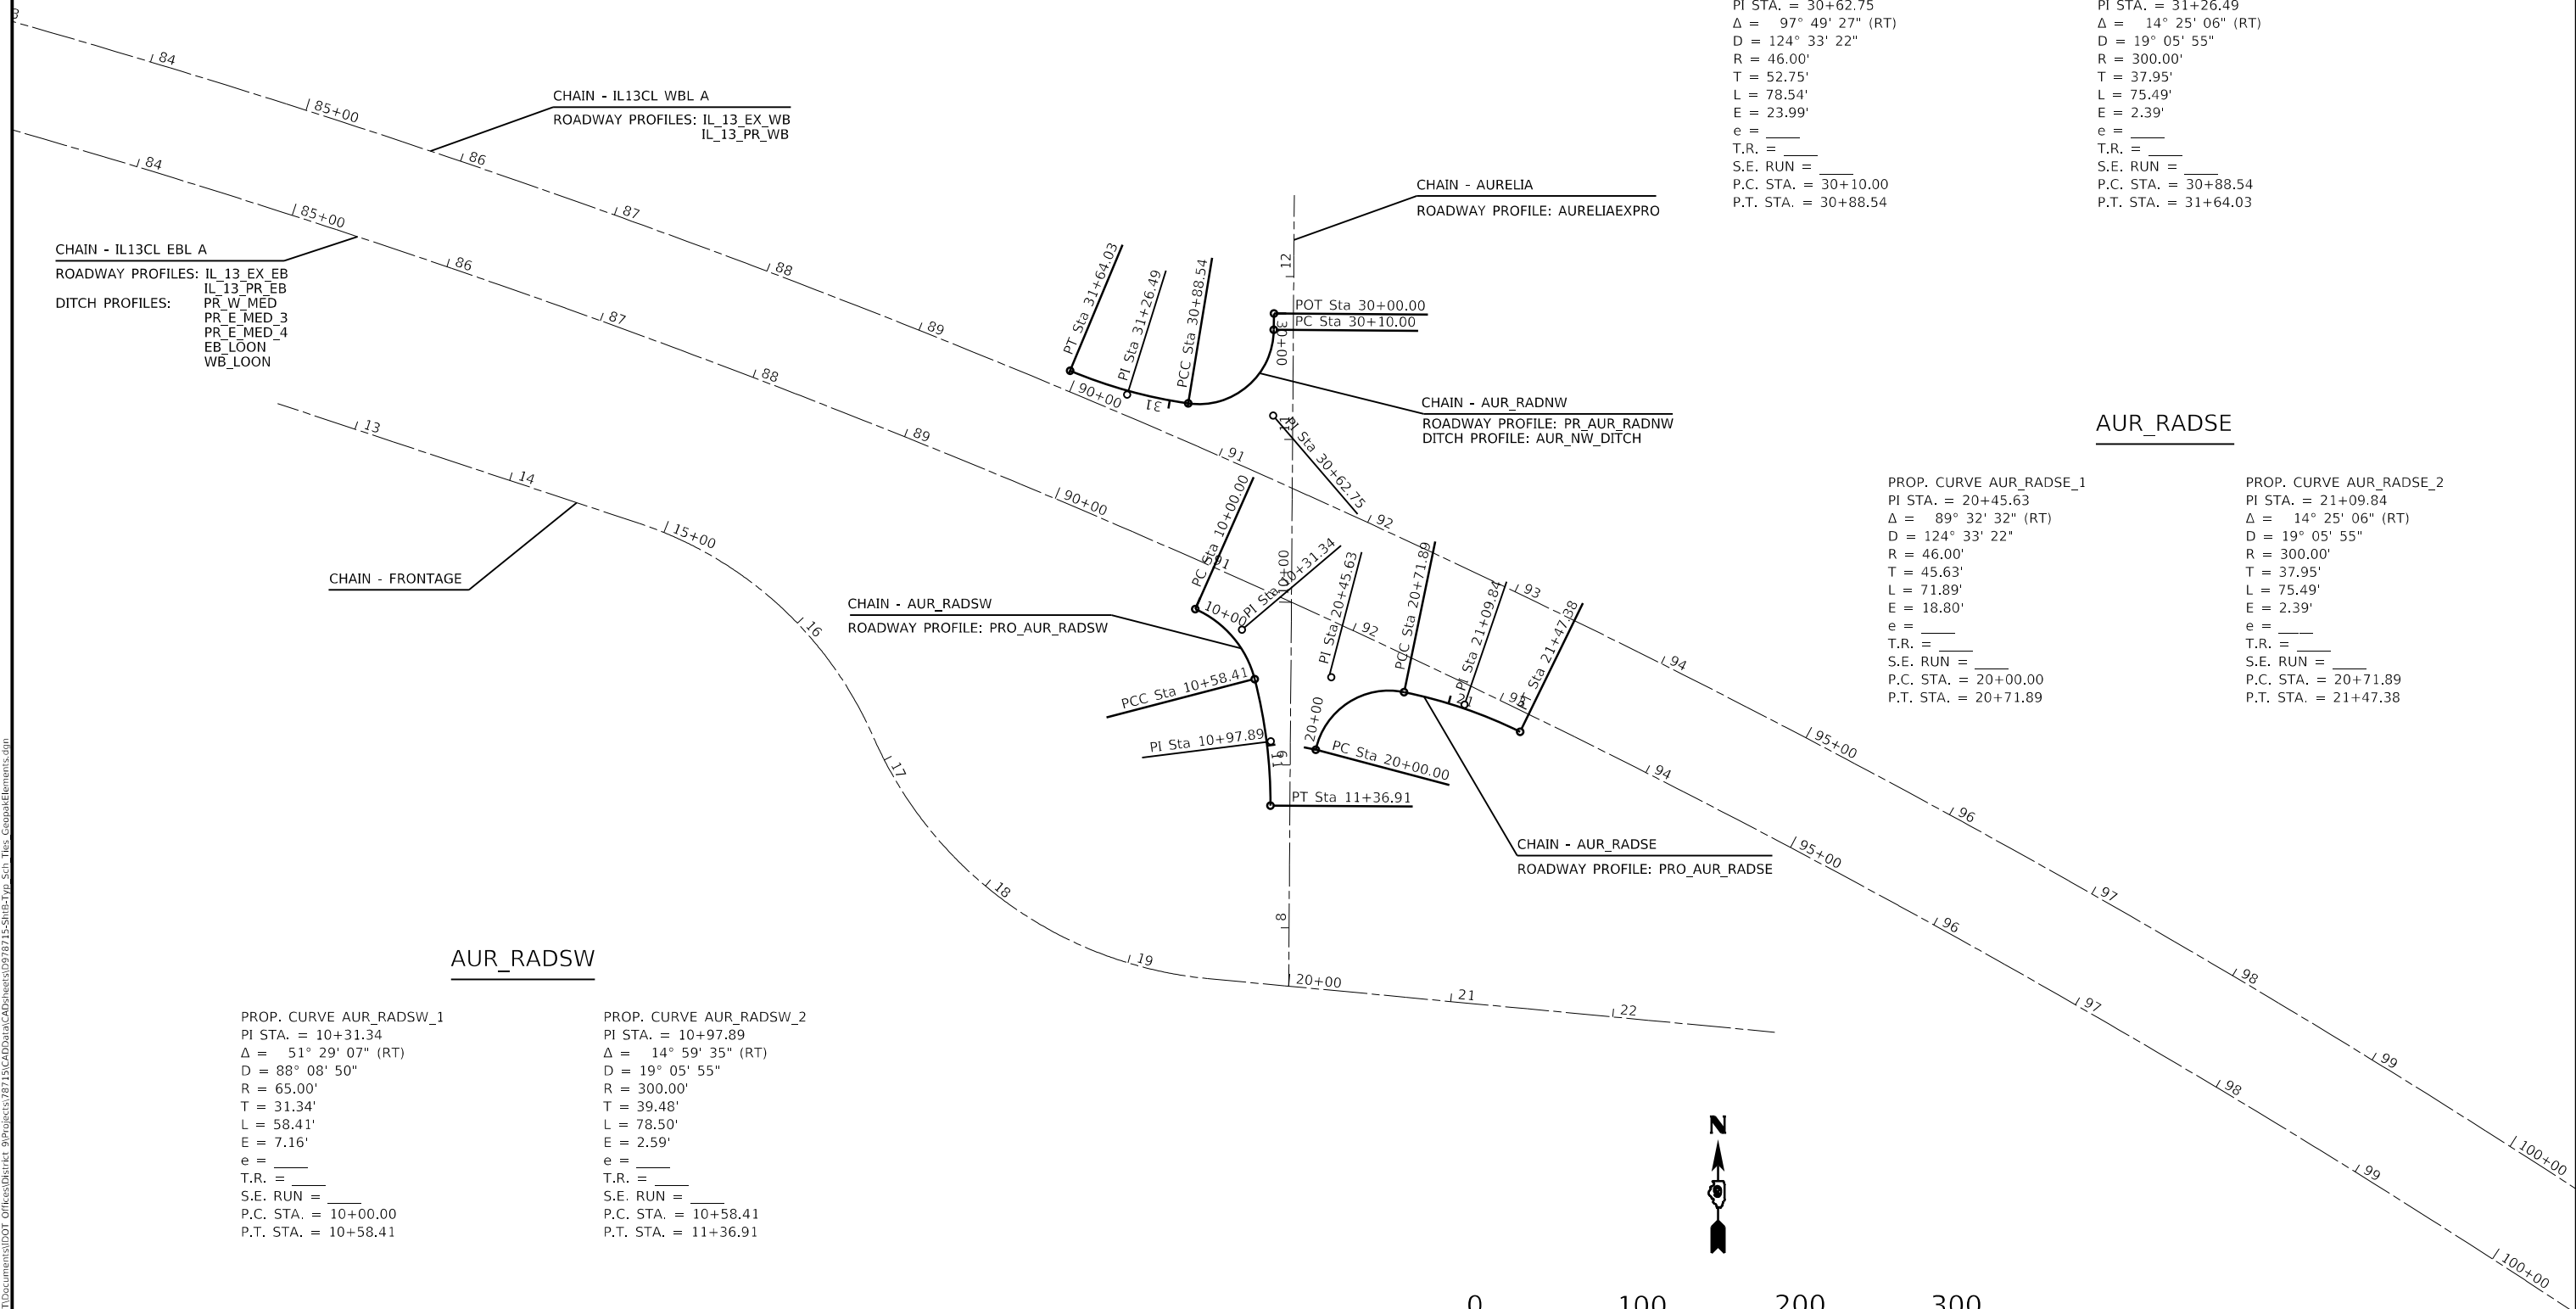 PI STA. = 30+62.75
Δ = 97° 49' 27" (RT)
D = 124° 33' 22"
R = 46.00'
T = 52.75'
L = 78.54'
E = 23.99'
e = ____
T.R. = ____
S.E. RUN = ____
P.C. STA. = 30+10.00
P.T. STA. = 30+88.54
PI STA. = 31+26.49
Δ = 14° 25' 06" (RT)
D = 19° 05' 55"
R = 300.00'
T = 37.95'
L = 75.49'
E = 2.39'
e = ____
T.R. = ____
S.E. RUN = ____
P.C. STA. = 30+88.54
P.T. STA. = 31+64.03
84
85+00
86
87
88
89
90+00
91
92
93
94
95+00
96
97
98
99
100+00
CHAIN - IL13CL WBL A
ROADWAY PROFILES: IL_13_EX_WB
IL_13_PR_WB
84
85+00
86
87
88
89
90+00
91
92
93
94
95+00
96
97
98
99
100+00
CHAIN - IL13CL EBL A
ROADWAY PROFILES: IL_13_EX_EB
IL_13_PR_EB
DITCH PROFILES: PR_W_MED
PR_E_MED_3
PR_E_MED_4
EB_LOON
WB_LOON
CHAIN - AURELIA
ROADWAY PROFILE: AURELIAEXPRO
12
11
10+00
9
8
PT Sta 31+64.03
PI Sta 31+26.49
PCC Sta 30+88.54
POT Sta 30+00.00
PC Sta 30+10.00
30+00
31
PI Sta 30+62.75
CHAIN - AUR_RADNW
ROADWAY PROFILE: PR_AUR_RADNW
DITCH PROFILE: AUR_NW_DITCH
13
14
15+00
16
17
18
19
20+00
21
22
CHAIN - FRONTAGE
CHAIN - AUR_RADSW
ROADWAY PROFILE: PRO_AUR_RADSW
PC Sta 10+00.00
10+00
PI Sta 10+31.34
PCC Sta 10+58.41
PI Sta 10+97.89
11
PT Sta 11+36.91
PI Sta 20+45.63
PCC Sta 20+71.89
PI Sta 21+09.84
PT Sta 21+47.38
20+00
21
PC Sta 20+00.00
CHAIN - AUR_RADSE
ROADWAY PROFILE: PRO_AUR_RADSE
AUR_RADSE
PROP. CURVE AUR_RADSE_1
PI STA. = 20+45.63
Δ = 89° 32' 32" (RT)
D = 124° 33' 22"
R = 46.00'
T = 45.63'
L = 71.89'
E = 18.80'
e = ____
T.R. = ____
S.E. RUN = ____
P.C. STA. = 20+00.00
P.T. STA. = 20+71.89
PROP. CURVE AUR_RADSE_2
PI STA. = 21+09.84
Δ = 14° 25' 06" (RT)
D = 19° 05' 55"
R = 300.00'
T = 37.95'
L = 75.49'
E = 2.39'
e = ____
T.R. = ____
S.E. RUN = ____
P.C. STA. = 20+71.89
P.T. STA. = 21+47.38
AUR_RADSW
PROP. CURVE AUR_RADSW_1
PI STA. = 10+31.34
Δ = 51° 29' 07" (RT)
D = 88° 08' 50"
R = 65.00'
T = 31.34'
L = 58.41'
E = 7.16'
e = ____
T.R. = ____
S.E. RUN = ____
P.C. STA. = 10+00.00
P.T. STA. = 10+58.41
PROP. CURVE AUR_RADSW_2
PI STA. = 10+97.89
Δ = 14° 59' 35" (RT)
D = 19° 05' 55"
R = 300.00'
T = 39.48'
L = 78.50'
E = 2.59'
e = ____
T.R. = ____
S.E. RUN = ____
P.C. STA. = 10+58.41
P.T. STA. = 11+36.91
N
0 100 200 300